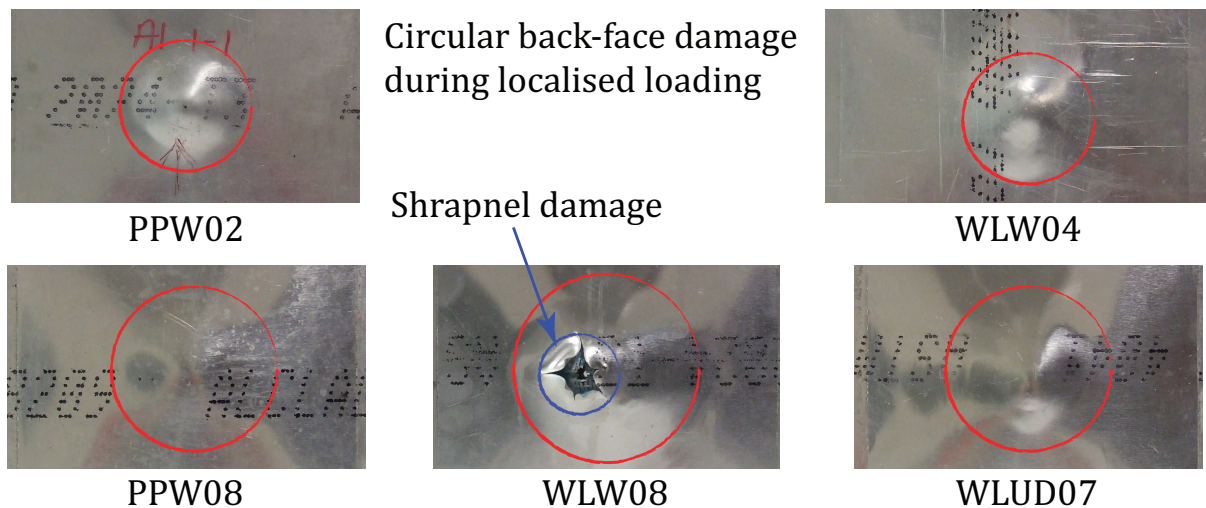 Al-1-1
Circular back-face damage
during localised loading
PPW02
Shrapnel damage
WLW04
PPW08
WLW08
WLUD07